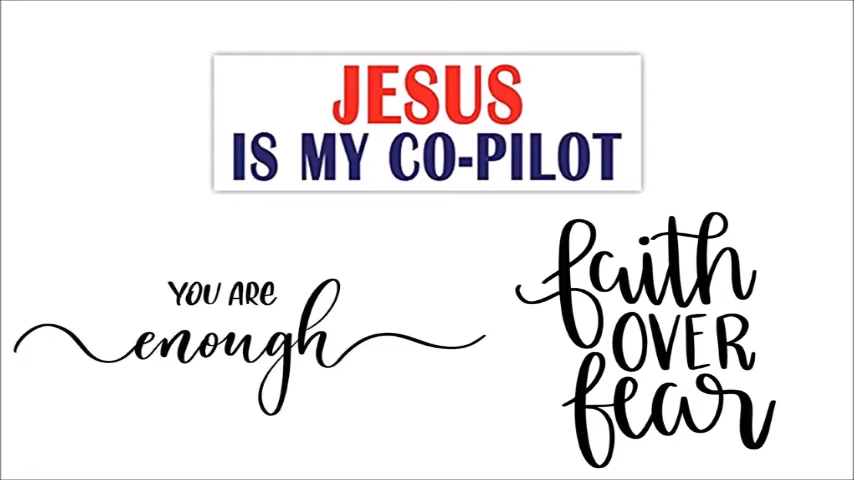 JESUS
IS MY CO-PILOT
YOU ARE
enough
faith
OVER
fear